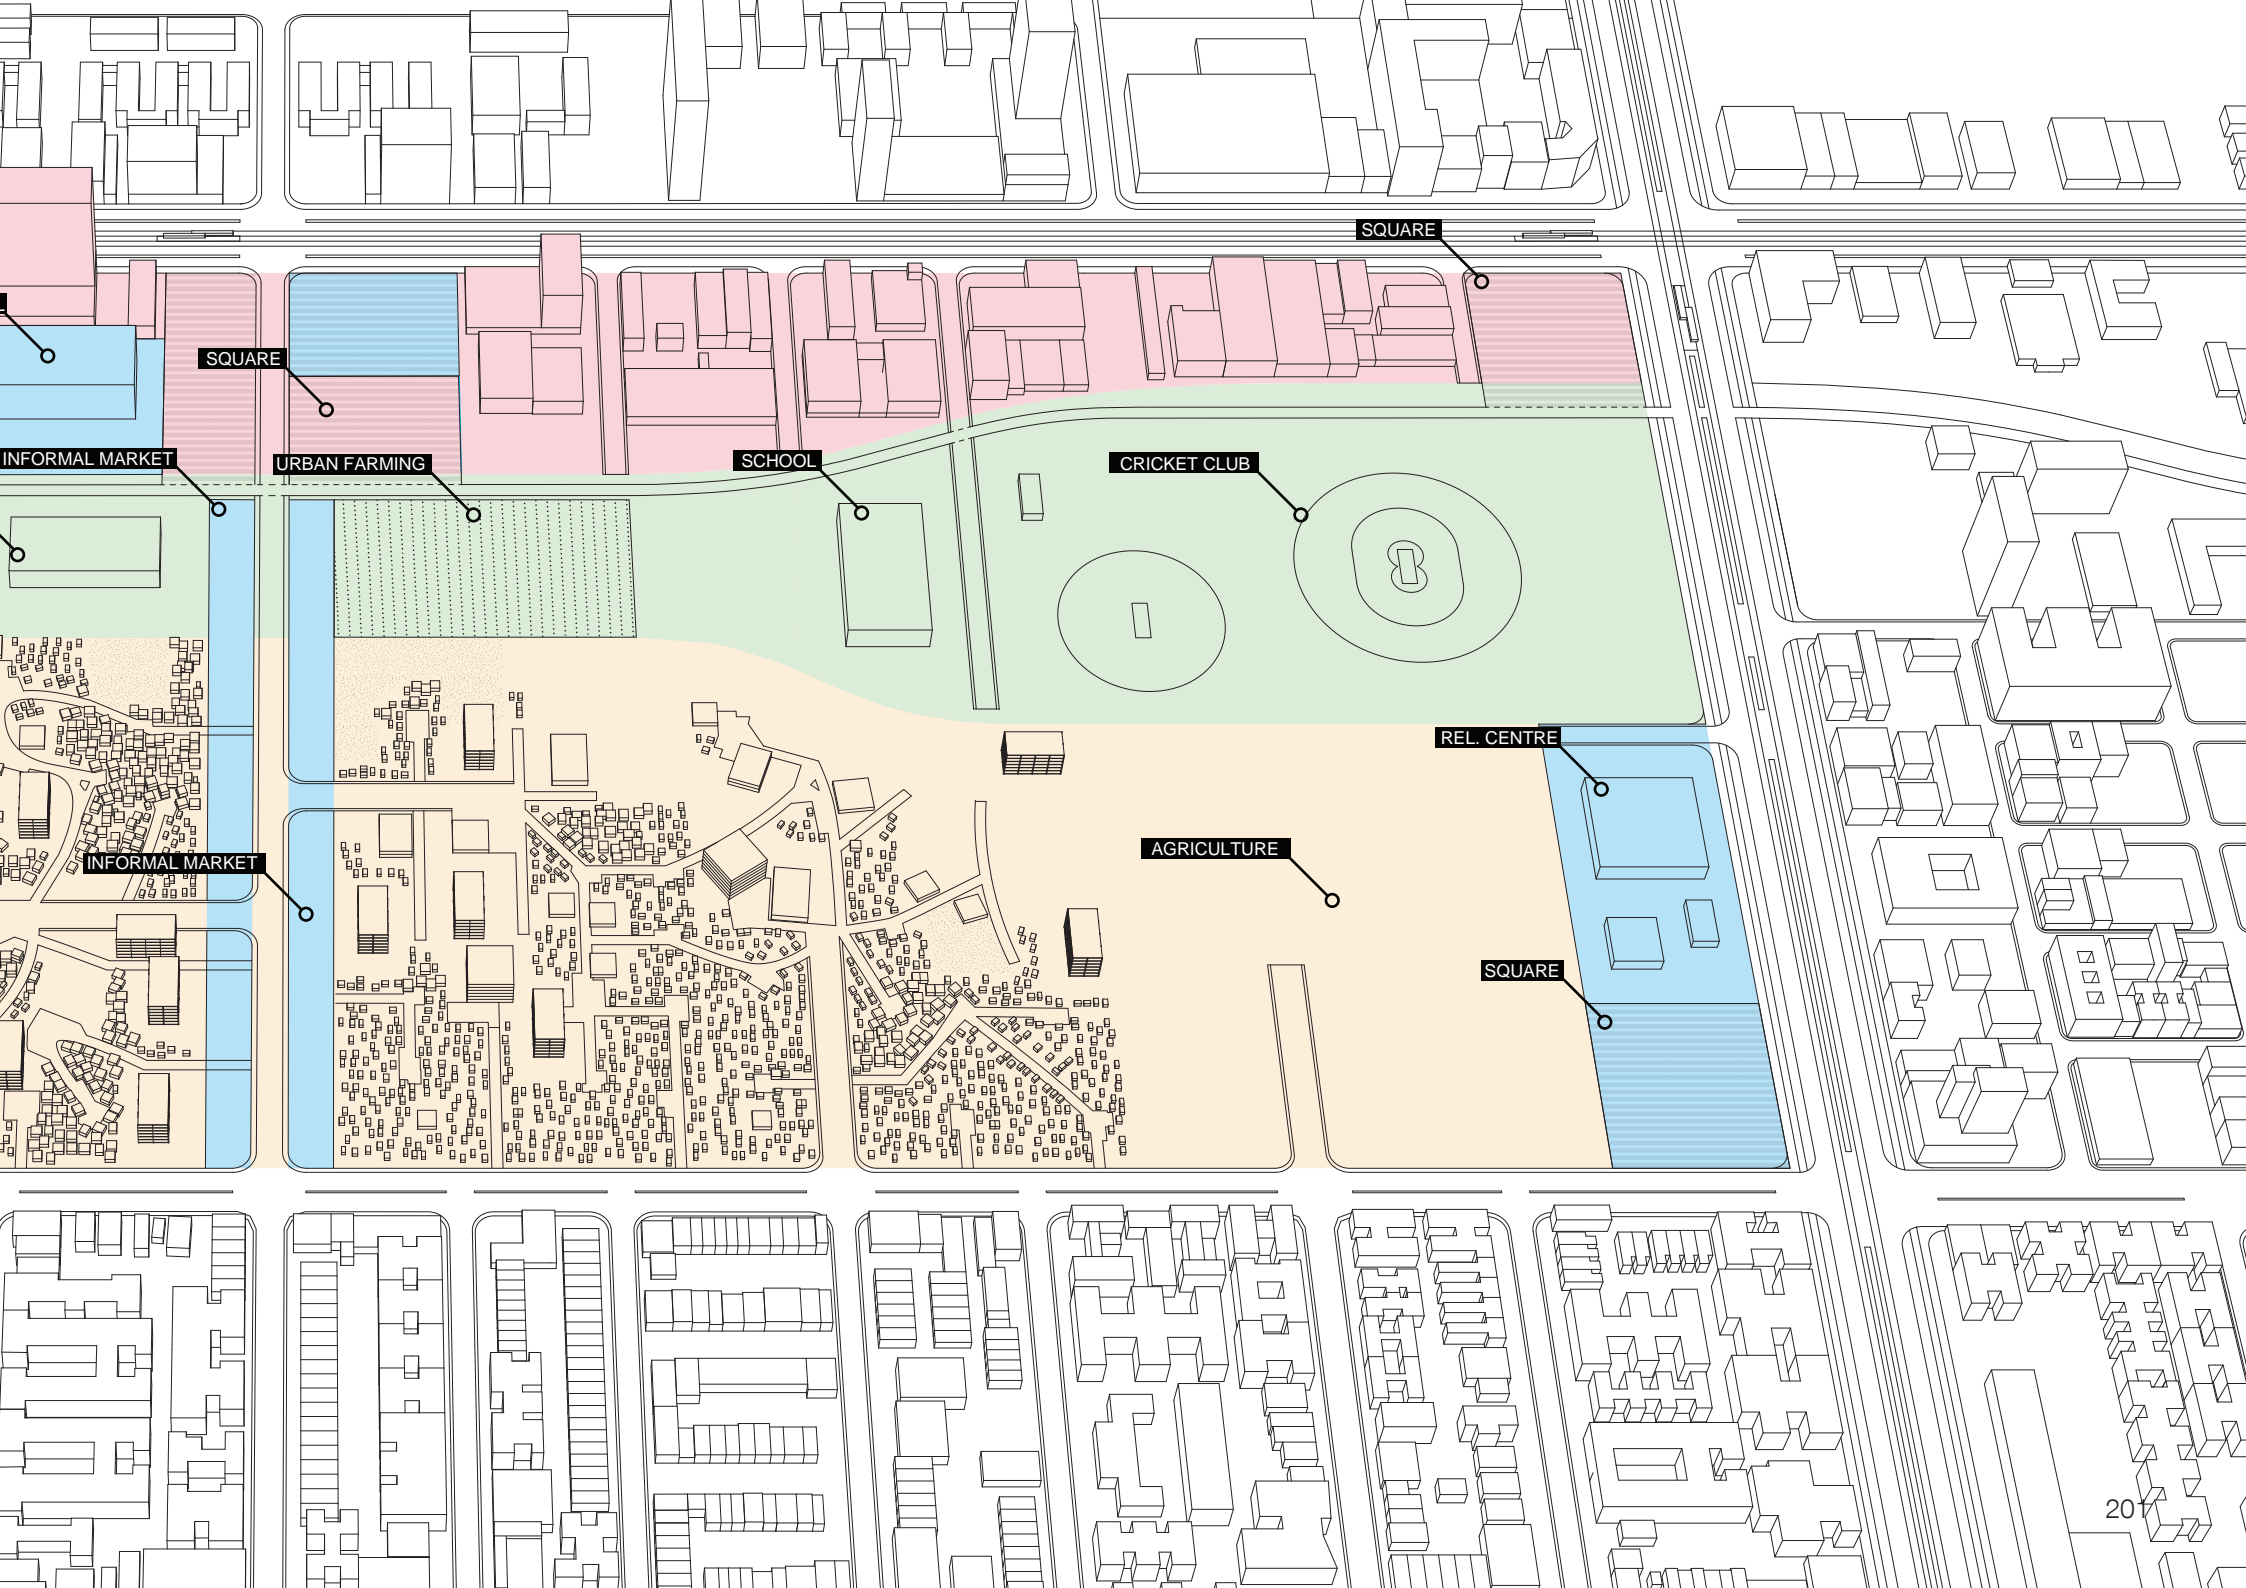 SQUARE
SQUARE
INFORMAL MARKET
URBAN FARMING
SCHOOL
CRICKET CLUB
REL. CENTRE
AGRICULTURE
INFORMAL MARKET
SQUARE
201